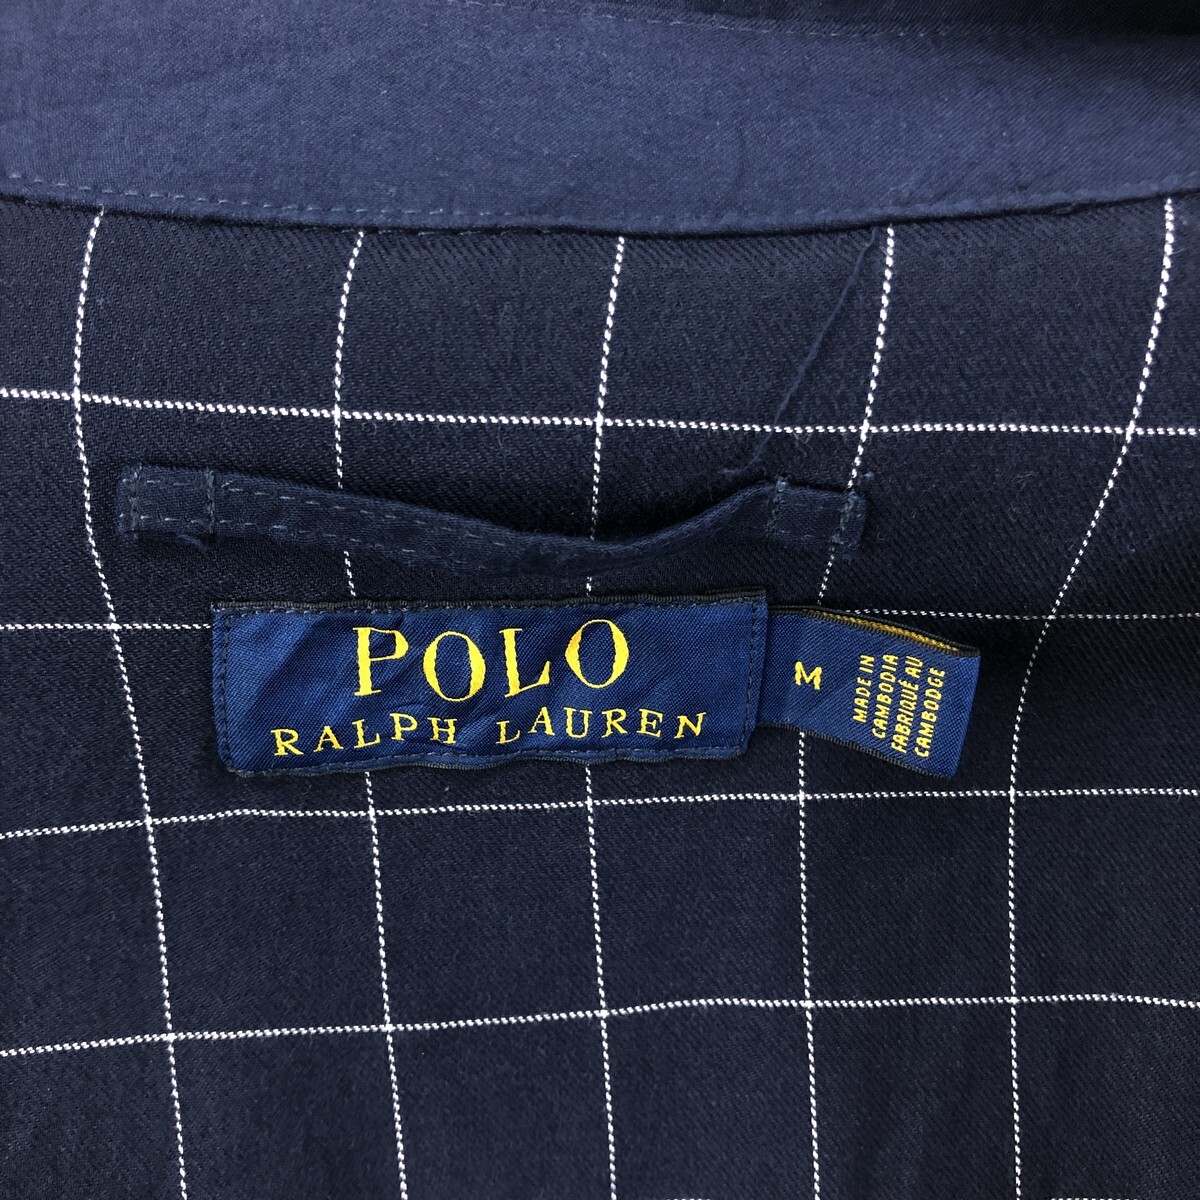 POLO
RALPH LAUREN
M
MADE IN
CAMBODIA
FABRIQUÉ AU
CAMBODGE